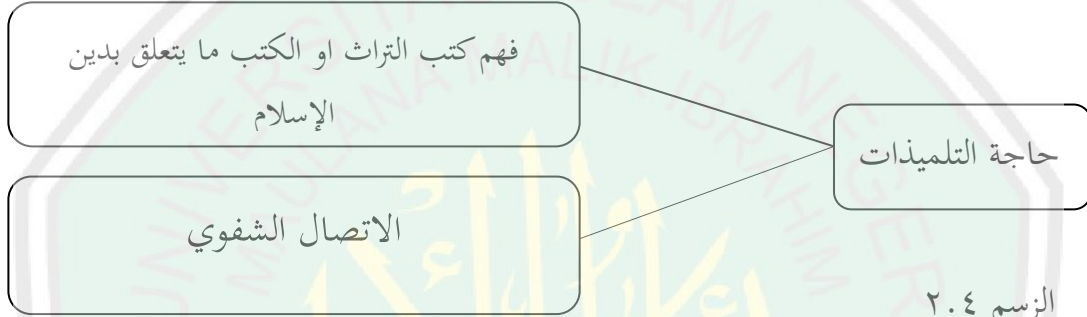 فهم كتب التراث او الكتب ما يتعلق بدين
الإسلام
حاجة التلميذات
الاتصال الشفوي
الرسم ٢.٤